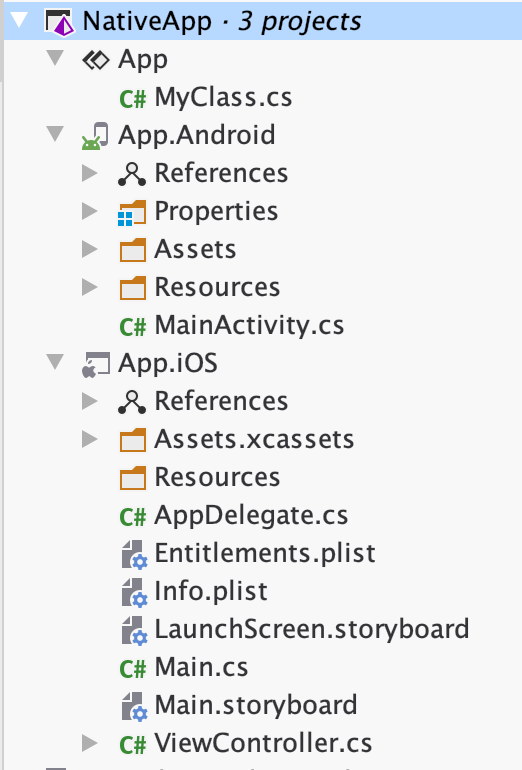 NativeApp · 3 projects
App
C# MyClass.cs
App.Android
References
Properties
Assets
Resources
C# MainActivity.cs
App.iOS
References
Assets.xcassets
Resources
C# AppDelegate.cs
Entitlements.plist
Info.plist
LaunchScreen.storyboard
C# Main.cs
Main.storyboard
C# ViewController.cs